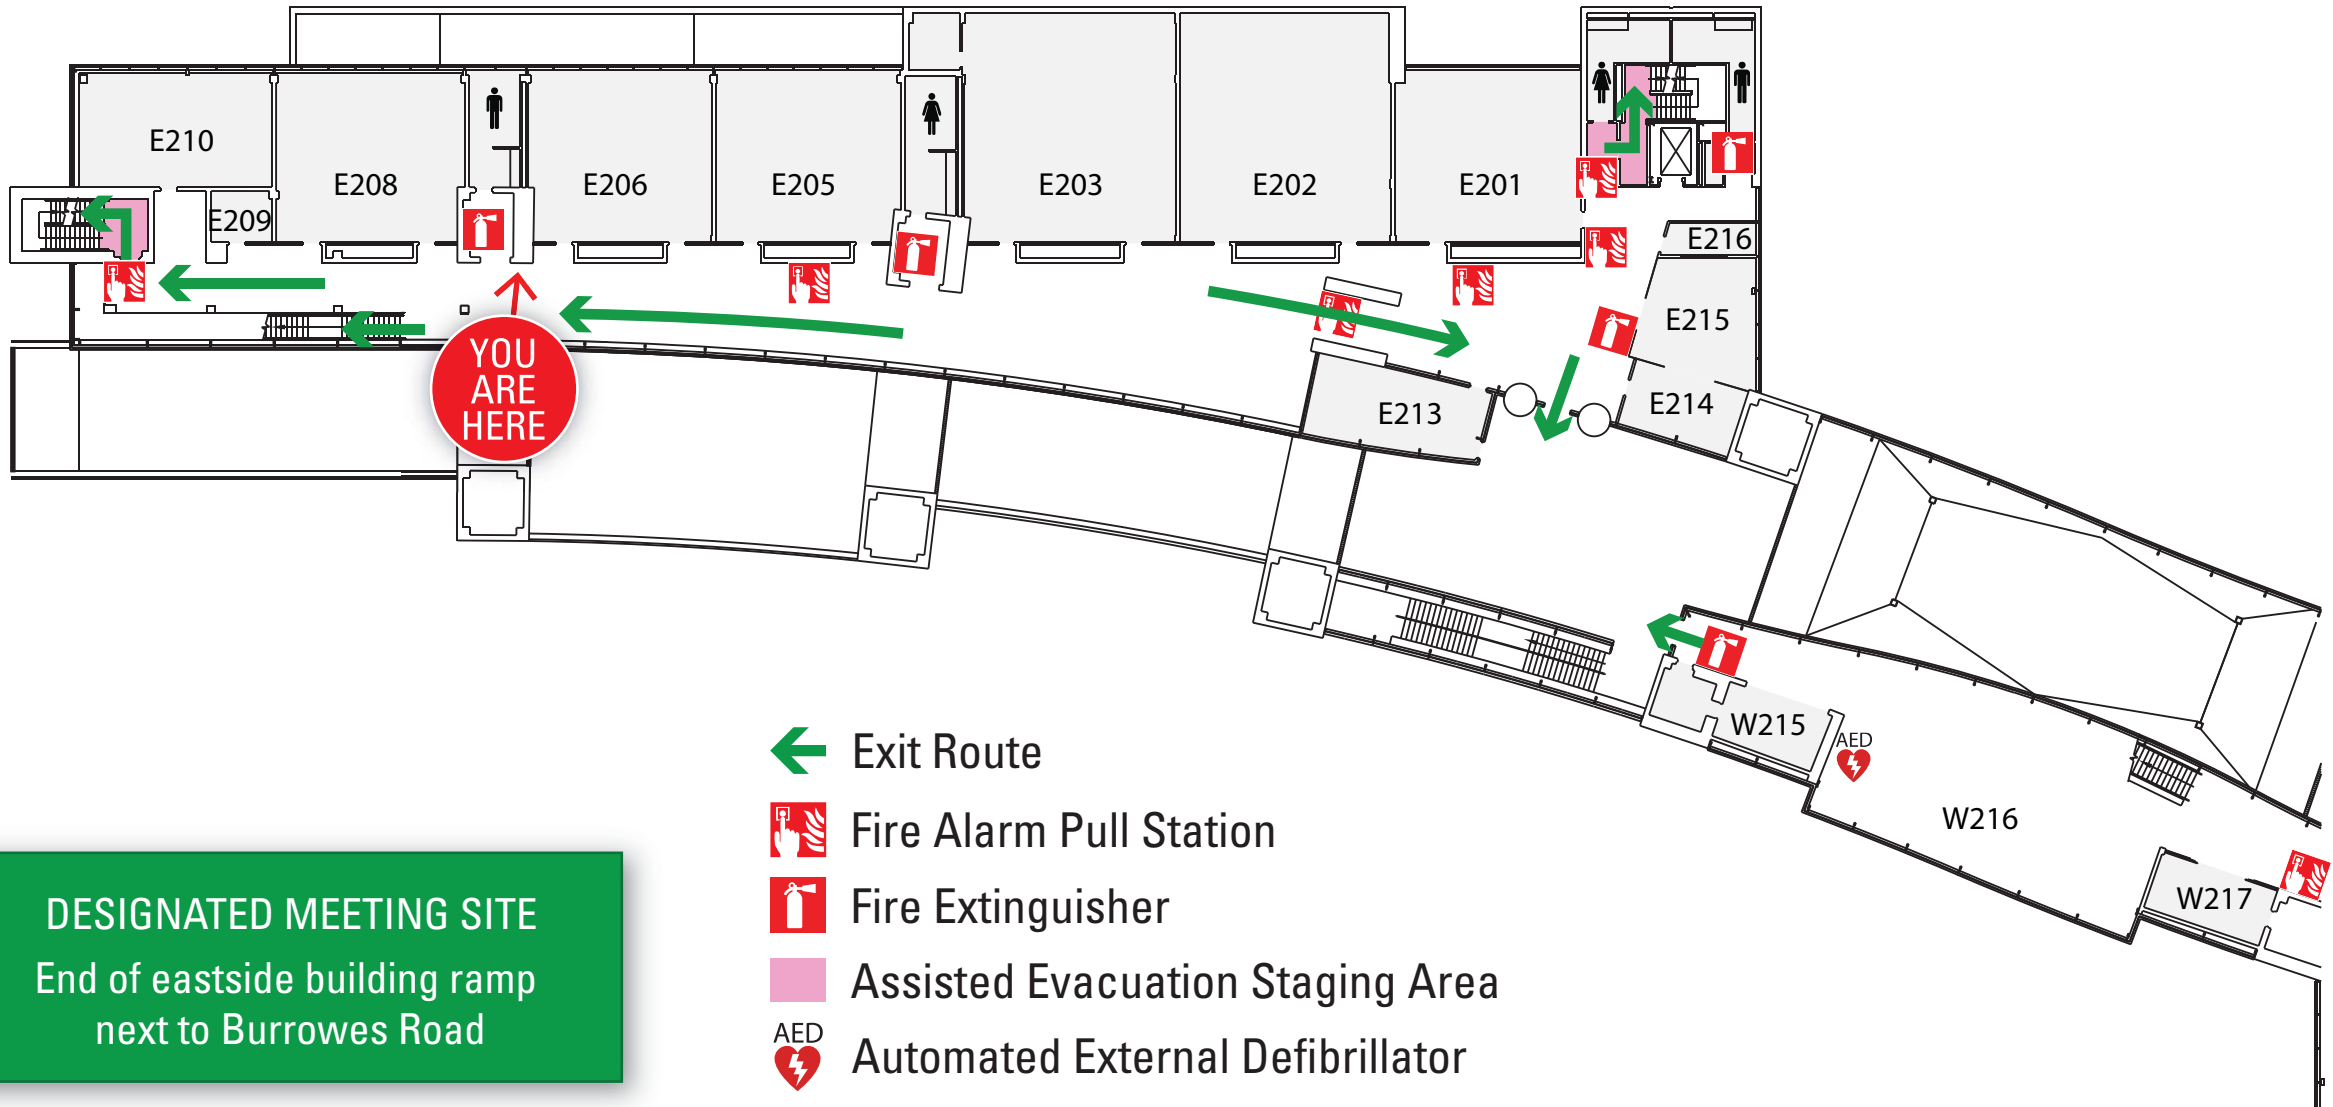 E210
E208
E206
E205
E203
E202
E201
E209
E216
E215
E214
E213
YOU
ARE
HERE
W215
AED
W216
W217
Exit Route
Fire Alarm Pull Station
Fire Extinguisher
Assisted Evacuation Staging Area
AED
Automated External Defibrillator
DESIGNATED MEETING SITE
End of eastside building ramp
next to Burrowes Road